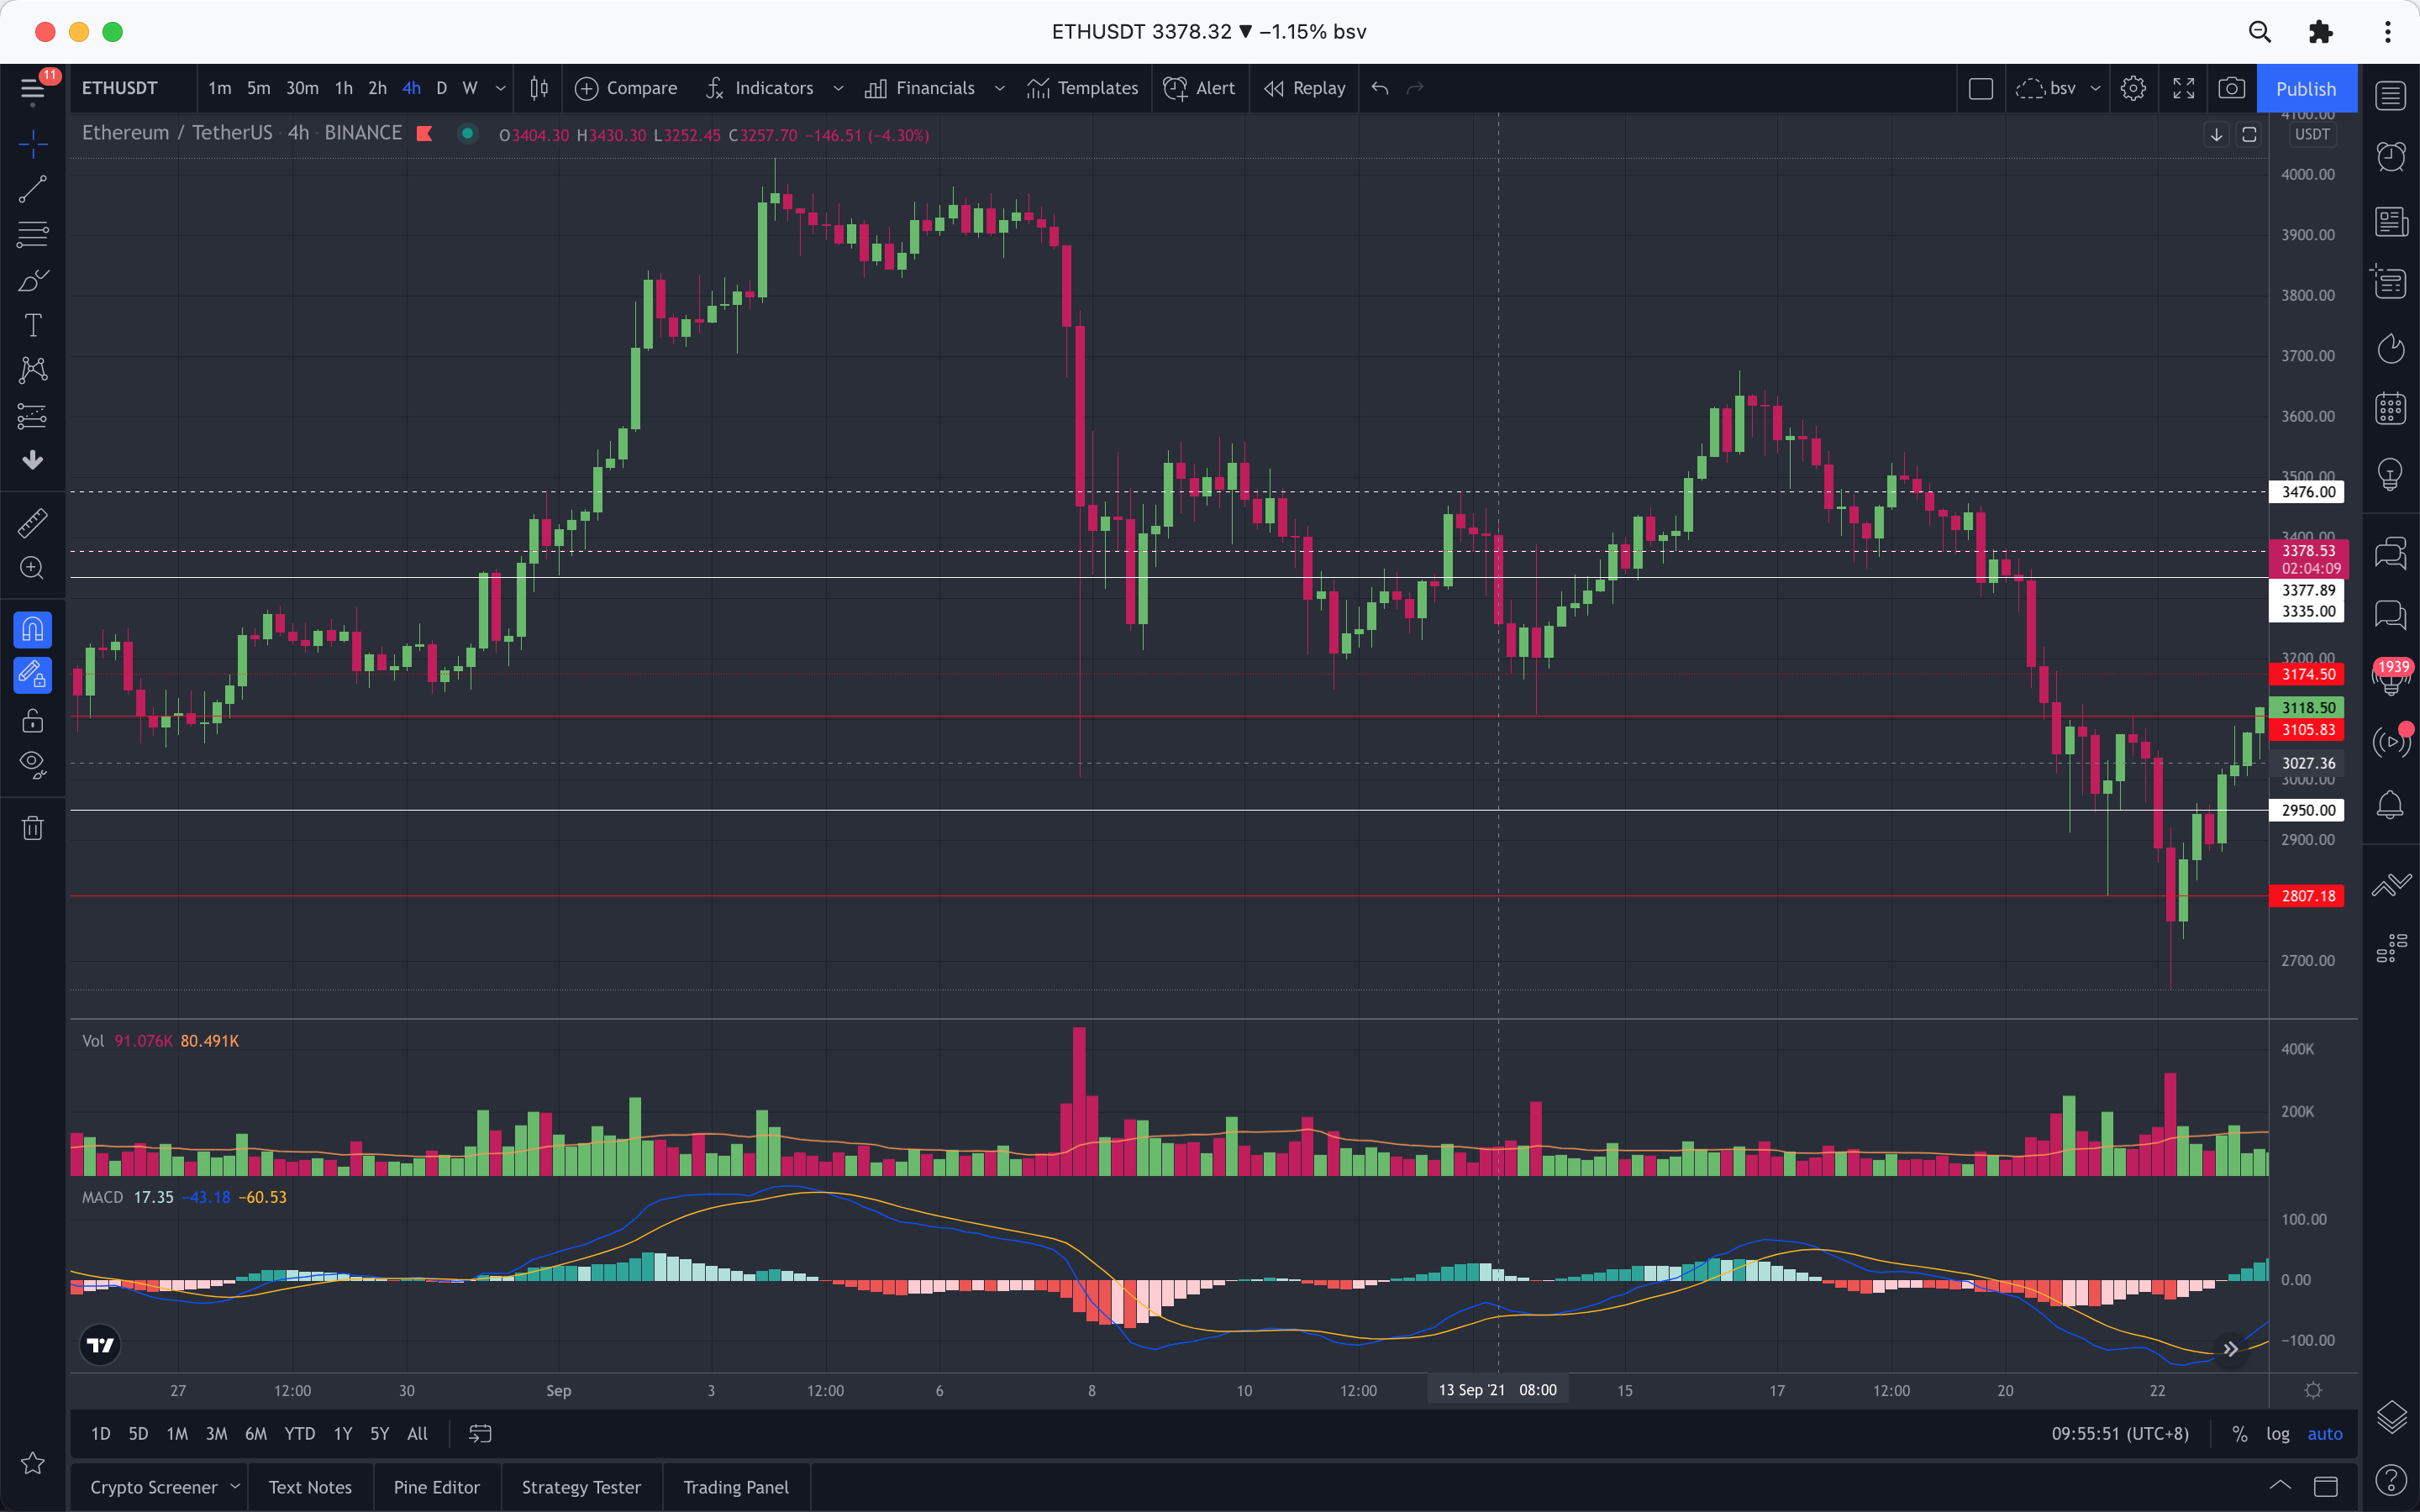 ETHUSDT 3378.32 ▼ −1.15% bsv
11
ETHUSDT 1m 5m 30m 1h 2h 4h D W Compare Indicators Financials Templates Alert Replay bsv Publish
Ethereum / TetherUS · 4h · BINANCE O3404.30 H3430.30 L3252.45 C3257.70 −146.51 (−4.30%)
USDT
4100.00
4000.00
3900.00
3800.00
3700.00
3600.00
3500.00
3476.00
3400.00
3378.53
02:04:09
3377.89
3335.00
3200.00
3174.50
3118.50
3105.83
3027.36
3000.00
2950.00
2900.00
2807.18
2700.00
1939
Vol 91.076K 80.491K
400K
200K
MACD 17.35 −43.18 −60.53
100.00
0.00
−100.00
27 12:00 30 Sep 3 12:00 6 8 10 12:00 13 Sep '21 08:00 15 17 12:00 20 22
1D 5D 1M 3M 6M YTD 1Y 5Y All 09:55:51 (UTC+8) % log auto
Crypto Screener Text Notes Pine Editor Strategy Tester Trading Panel